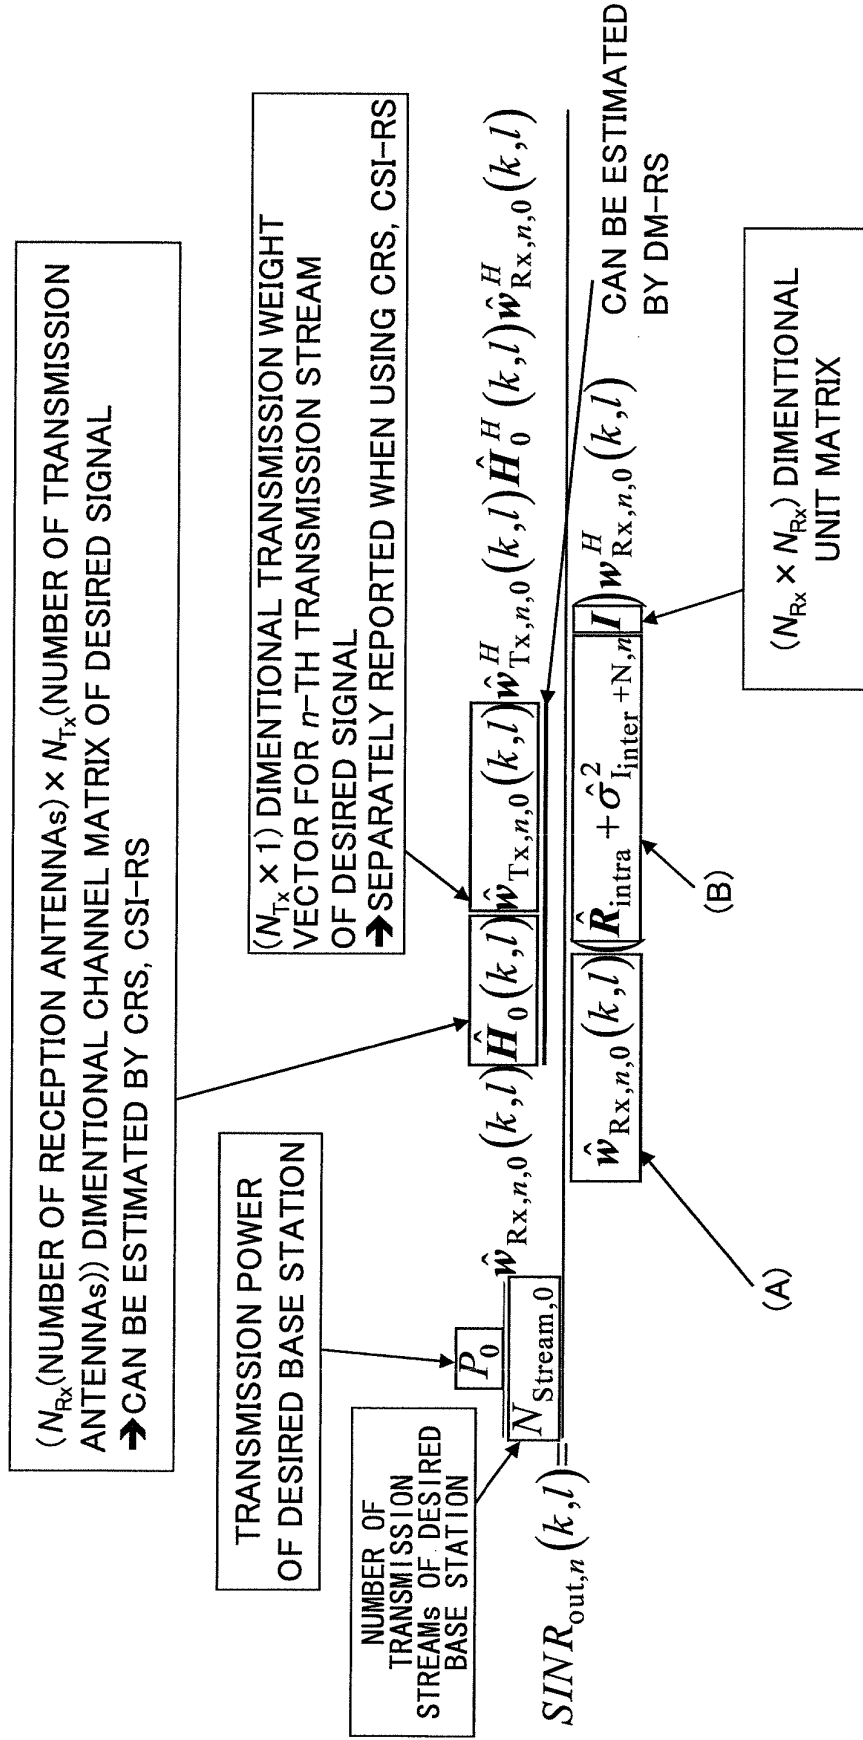 (N_Rx(NUMBER OF RECEPTION ANTENNAs) × N_Tx(NUMBER OF TRANSMISSION
ANTENNAs)) DIMENTIONAL CHANNEL MATRIX OF DESIRED SIGNAL
➔CAN BE ESTIMATED BY CRS, CSI-RS
TRANSMISSION POWER
OF DESIRED BASE STATION
(N_Tx × 1) DIMENTIONAL TRANSMISSION WEIGHT
VECTOR FOR n-TH TRANSMISSION STREAM
OF DESIRED SIGNAL
➔SEPARATELY REPORTED WHEN USING CRS, CSI-RS
NUMBER OF
TRANSMISSION
STREAMs OF DESIRED
BASE STATION
P_0
N_Stream,0
ŵ_Rx,n,0(k,l)Ĥ_0(k,l)ŵ_Tx,n,0(k,l)ŵ^H_Tx,n,0(k,l)Ĥ^H_0(k,l)ŵ^H_Rx,n,0(k,l)
SINR_out,n(k,l)=
ŵ_Rx,n,0(k,l)(R̂_intra + σ̂^2_I_inter+N,n I)w^H_Rx,n,0(k,l)
CAN BE ESTIMATED
BY DM-RS
(A)
(B)
(N_Rx × N_Rx) DIMENTIONAL
UNIT MATRIX